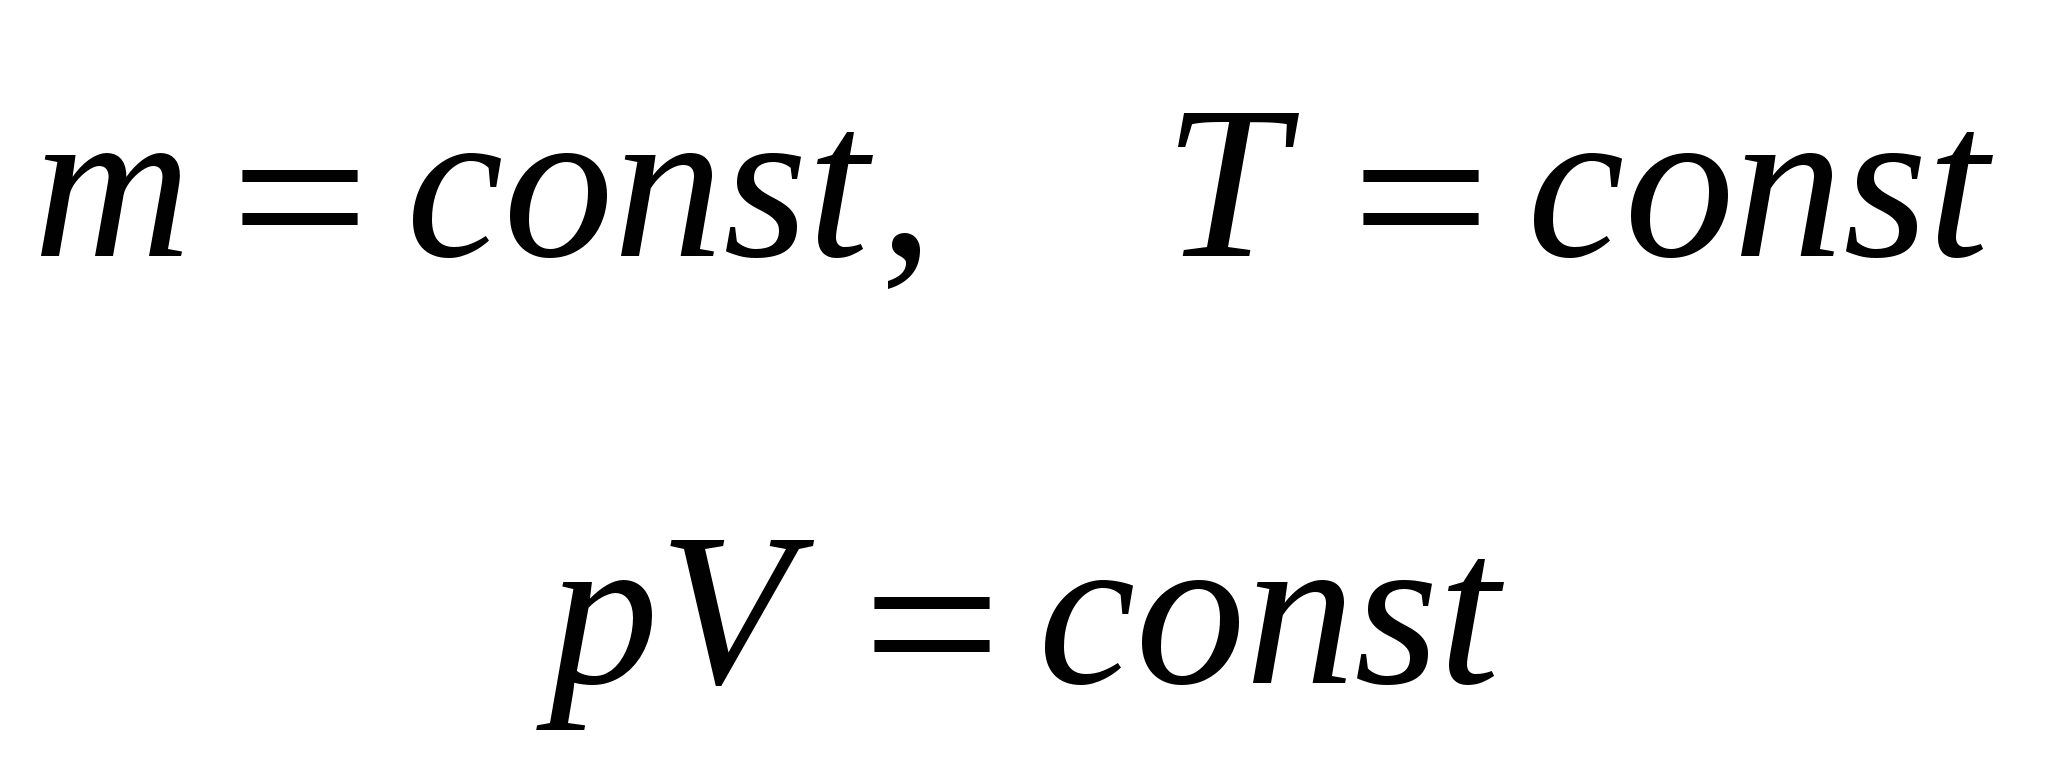 m = const, T = const
pV = const